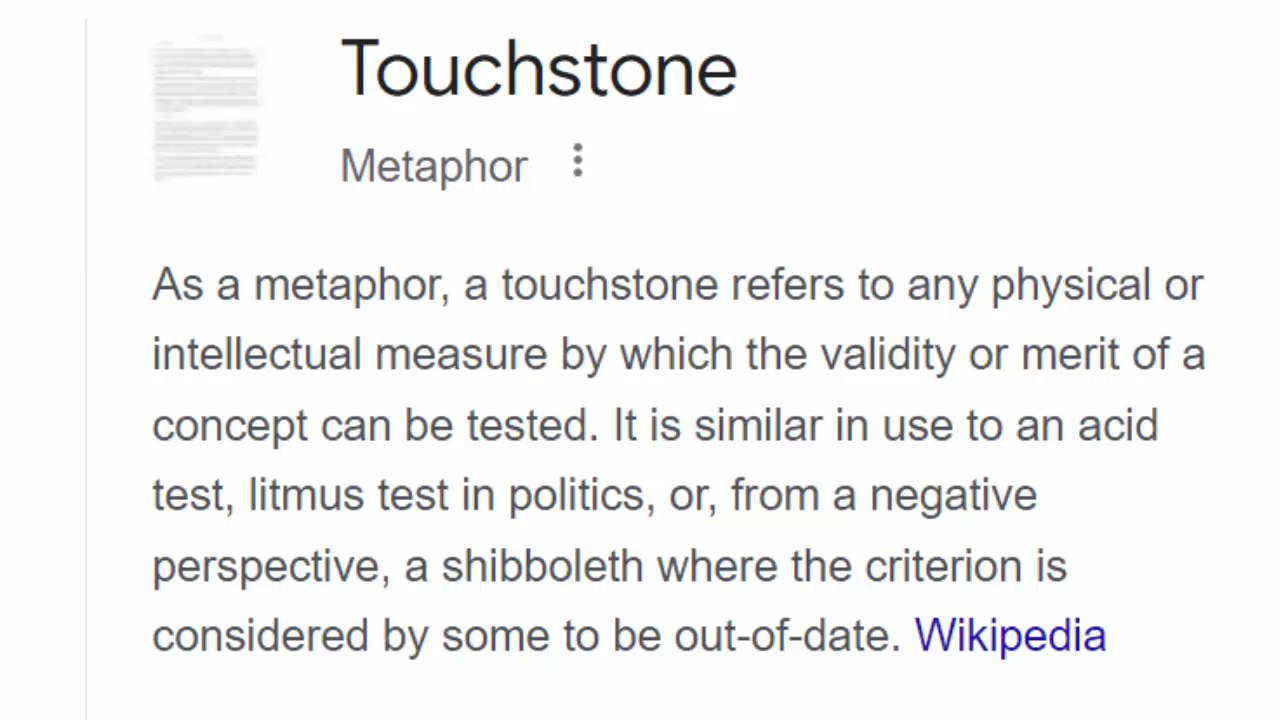 Touchstone
Metaphor
As a metaphor, a touchstone refers to any physical or
intellectual measure by which the validity or merit of a
concept can be tested. It is similar in use to an acid
test, litmus test in politics, or, from a negative
perspective, a shibboleth where the criterion is
considered by some to be out-of-date. Wikipedia